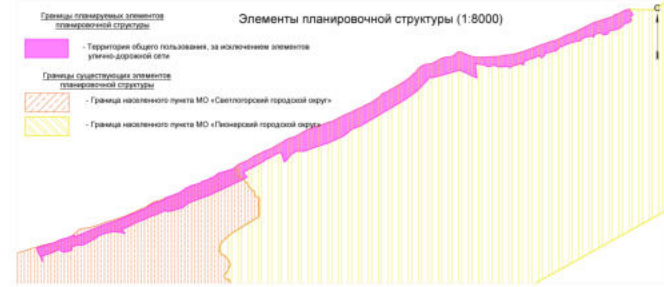 Элементы планировочной структуры (1:8000)
С
Границы планируемых элементов
планировочной структуры
- Территория общего пользования, за исключением элементов
улично-дорожной сети
Границы существующих элементов
планировочной структуры
- Граница населенного пункта МО «Светлогорский городской округ»
- Граница населенного пункта МО «Пионерский городской округ»